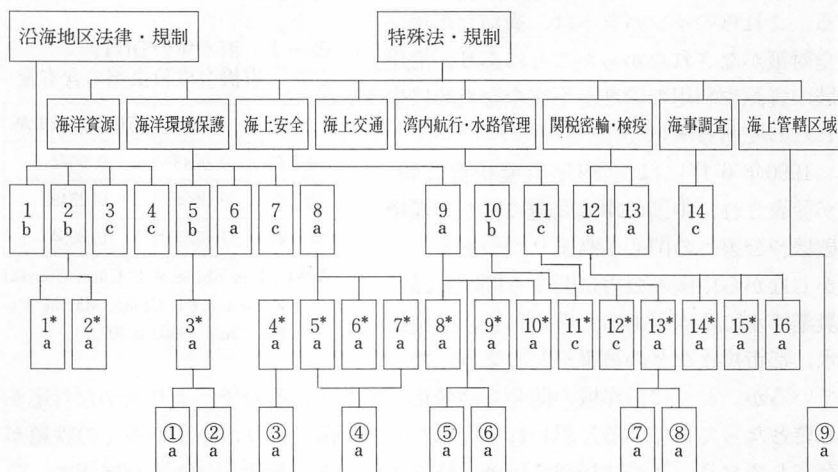 沿海地区法律・規制 特殊法・規制
海洋資源 海洋環境保護 海上安全 海上交通 湾内航行・水路管理 関税密輸・検疫 海事調査 海上管轄区域
1 2 3 4 5 6 7 8 9 10 11 12 13 14
b b c c b a c a a b c a a c
1* 2* 3* 4* 5* 6* 7* 8* 9* 10* 11* 12* 13* 14* 15* 16
a a a a a a a a a a c c a a a a
① ② ③ ④ ⑤ ⑥ ⑦ ⑧ ⑨
a a a a a a a a a